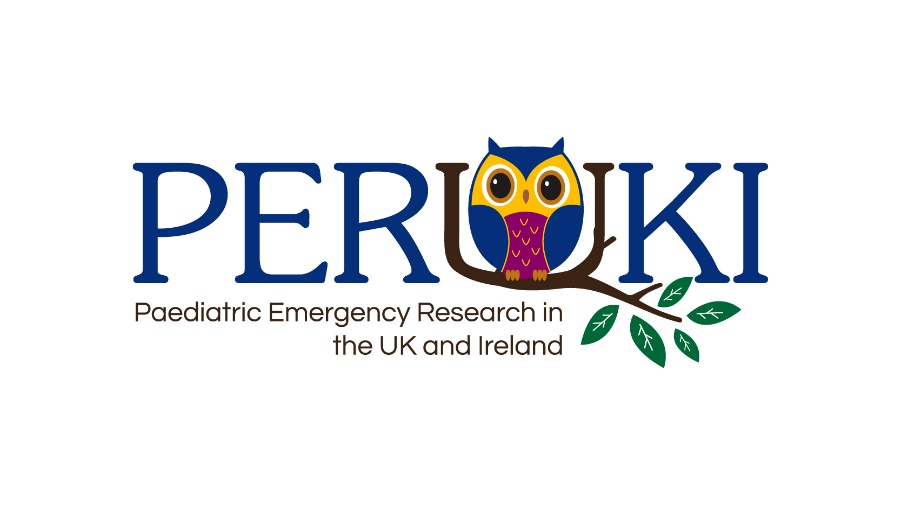 PERUKI
Paediatric Emergency Research in
the UK and Ireland